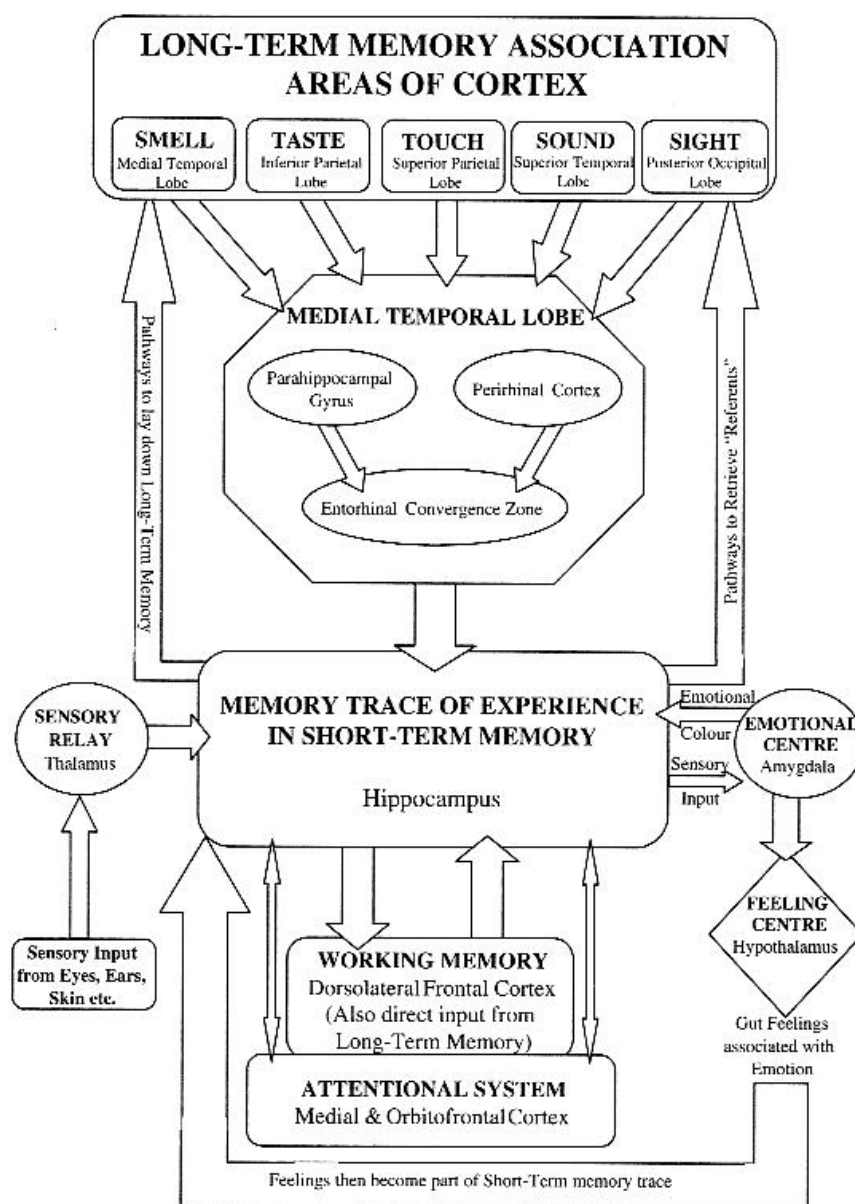 LONG-TERM MEMORY ASSOCIATION
AREAS OF CORTEX
SMELL
Medial Temporal
Lobe
TASTE
Inferior Parietal
Lobe
TOUCH
Superior Parietal
Lobe
SOUND
Superior Temporal
Lobe
SIGHT
Posterior Occipital
Lobe
Pathways to lay down Long-Term Memory
MEDIAL TEMPORAL LOBE
Parahippocampal
Gyrus
Perirhinal Cortex
Entorhinal Convergence Zone
Pathways to Retrieve "Referents"
SENSORY
RELAY
Thalamus
MEMORY TRACE OF EXPERIENCE
IN SHORT-TERM MEMORY
Hippocampus
Emotional
Colour
Sensory
Input
EMOTIONAL
CENTRE
Amygdala
Sensory Input
from Eyes, Ears,
Skin etc.
WORKING MEMORY
Dorsolateral Frontal Cortex
(Also direct input from
Long-Term Memory)
ATTENTIONAL SYSTEM
Medial & Orbitofrontal Cortex
FEELING
CENTRE
Hypothalamus
Gut Feelings
associated with
Emotion
Feelings then become part of Short-Term memory trace